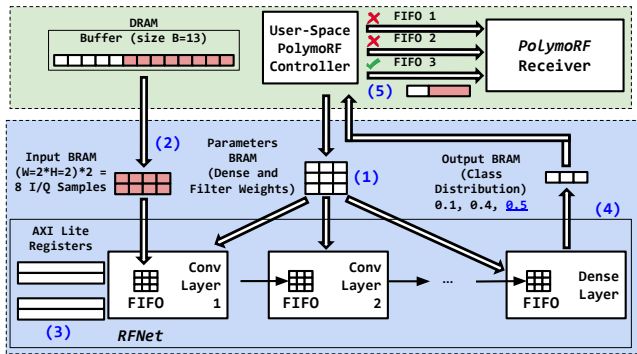 DRAM
Buffer (size B=13)
User-Space
PolymoRF
Controller
FIFO 1
FIFO 2
FIFO 3
PolymoRF
Receiver
(5)
(2)
Input BRAM
(W=2*H=2)*2 =
8 I/Q Samples
Parameters
BRAM
(Dense and
Filter Weights)
(1)
Output BRAM
(Class
Distribution)
0.1, 0.4, 0.5
(4)
AXI Lite
Registers
(3)
FIFO
Conv
Layer
1
FIFO
Conv
Layer
2
...
FIFO
Dense
Layer
RFNet